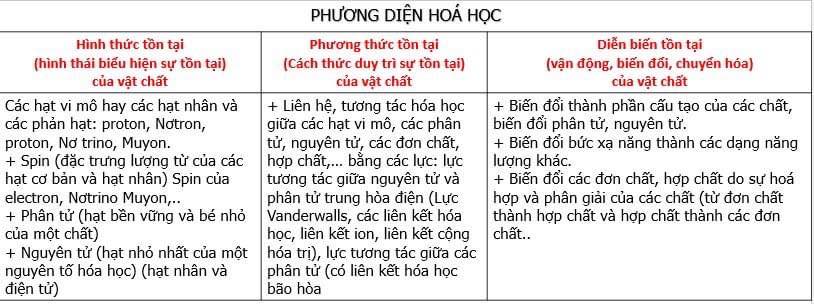 PHƯƠNG DIỆN HOÁ HỌC
Hình thức tồn tại
(hình thái biểu hiện sự tồn tại)
của vật chất
Phương thức tồn tại
(Cách thức duy trì sự tồn tại)
của vật chất
Diễn biến tồn tại
(vận động, biến đổi, chuyển hóa)
của vật chất
Các hạt vi mô hay các hạt nhân và
các phản hạt: proton, Nơtron,
proton, Nơ trino, Muyon.
+ Spin (đặc trưng lượng tử của các
hạt cơ bản và hạt nhân) Spin của
electron, Nơtrino Muyon,..
+ Phân tử (hạt bền vững và bé nhỏ
của một chất)
+ Nguyên tử (hạt nhỏ nhất của một
nguyên tố hóa học) (hạt nhân và
điện tử)
+ Liên hệ, tương tác hóa học
giữa các hạt vi mô, các phân
tử, nguyên tử, các đơn chất,
hợp chất,... bằng các lực: lực
tương tác giữa nguyên tử và
phân tử trung hòa điện (Lực
Vanderwalls, các liên kết hóa
học, liên kết ion, liên kết cộng
hóa trị), lực tương tác giữa các
phân tử (có liên kết hóa học
bão hòa
+ Biến đổi thành phần cấu tạo của các chất,
biến đổi phân tử, nguyên tử.
+ Biến đổi bức xạ năng thành các dạng năng
lượng khác.
+ Biến đổi các đơn chất, hợp chất do sự hoá
hợp và phân giải của các chất (từ đơn chất
thành hợp chất và hợp chất thành các đơn
chất..